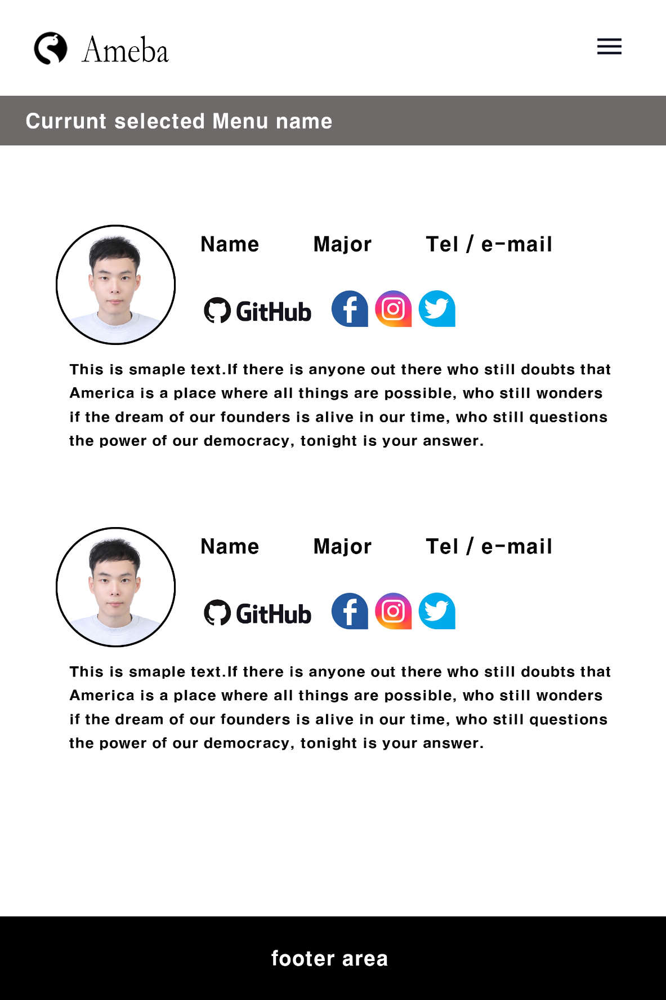 Ameba
Currunt selected Menu name
Name Major Tel / e-mail
GitHub
This is smaple text.If there is anyone out there who still doubts that
America is a place where all things are possible, who still wonders
if the dream of our founders is alive in our time, who still questions
the power of our democracy, tonight is your answer.
Name Major Tel / e-mail
GitHub
This is smaple text.If there is anyone out there who still doubts that
America is a place where all things are possible, who still wonders
if the dream of our founders is alive in our time, who still questions
the power of our democracy, tonight is your answer.
footer area